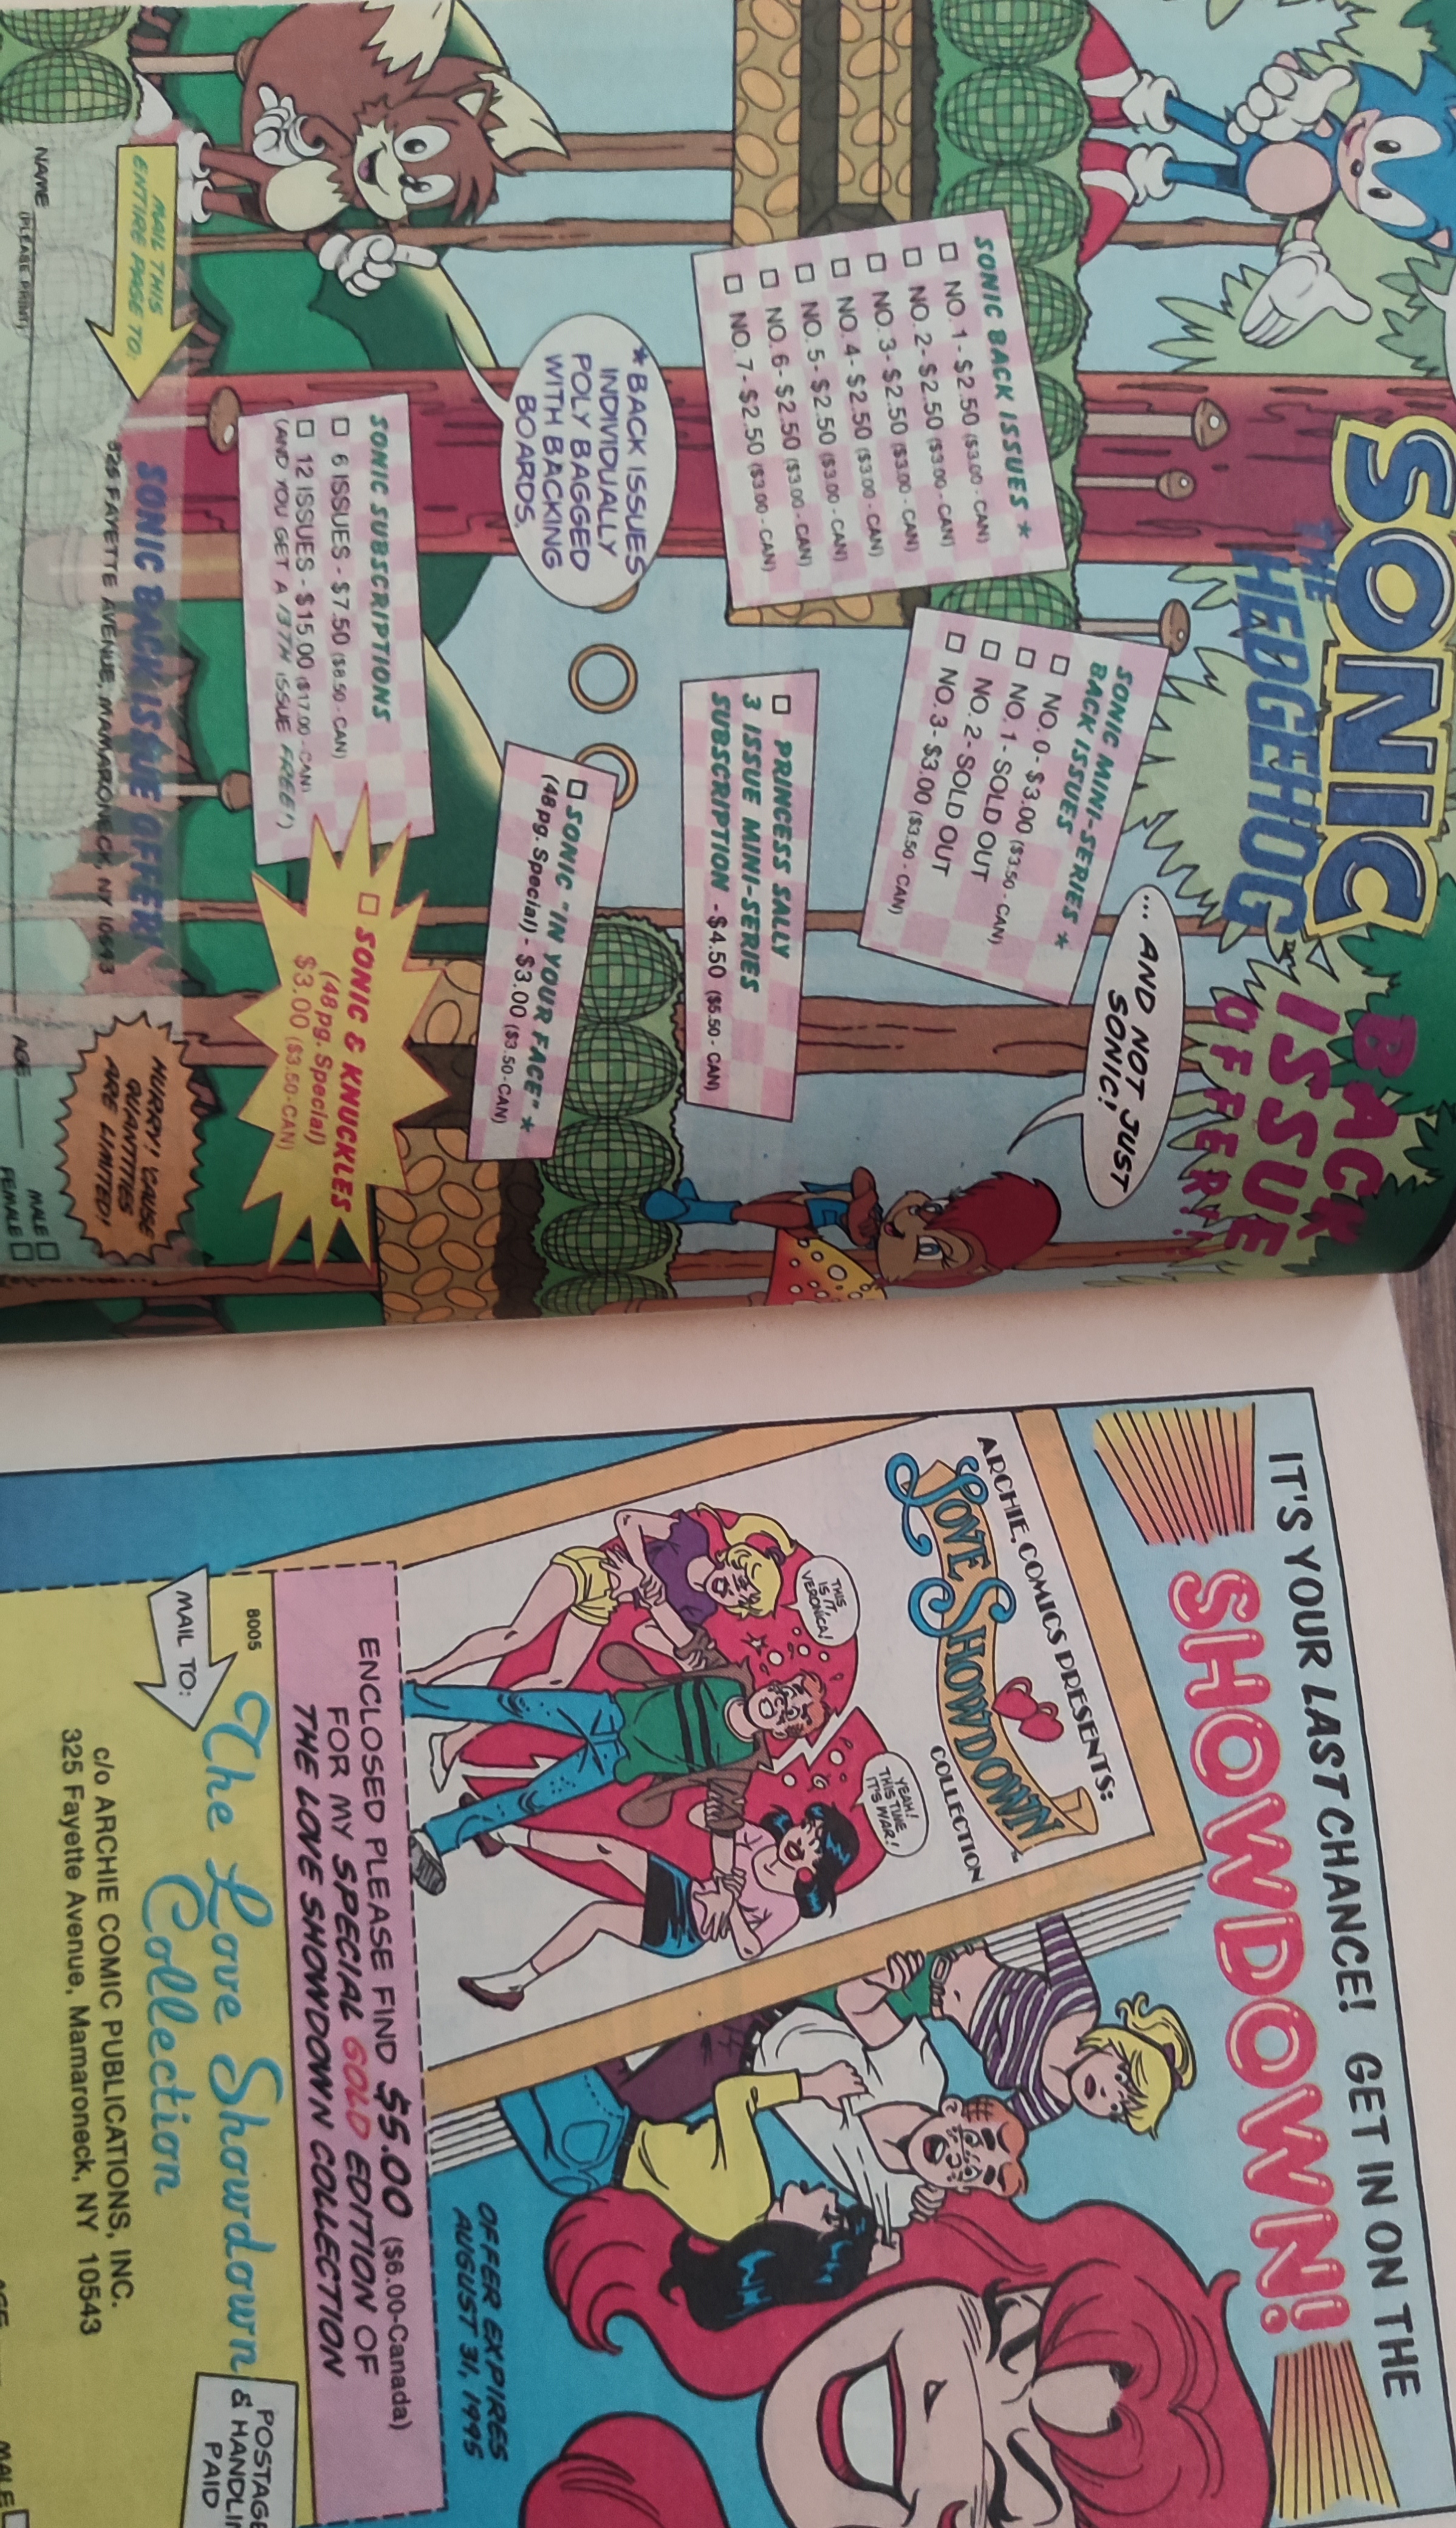 SONIC
THE
HEDGEHOG
BACK
ISSUE
OFFER!
... AND NOT JUST
SONIC!
SONIC BACK ISSUES *
NO. 1 - $2.50 ($3.00 - CAN)
NO. 2 - $2.50 ($3.00 - CAN)
NO. 3 - $2.50 ($3.00 - CAN)
NO. 4 - $2.50 ($3.00 - CAN)
NO. 5 - $2.50 ($3.00 - CAN)
NO. 6 - $2.50 ($3.00 - CAN)
NO. 7 - $2.50 ($3.00 - CAN)
SONIC MINI-SERIES
BACK ISSUES *
NO. 0 - $3.00 ($3.50 - CAN)
NO. 1 - SOLD OUT
NO. 2 - SOLD OUT
NO. 3 - $3.00 ($3.50 - CAN)
PRINCESS SALLY
3 ISSUE MINI-SERIES
SUBSCRIPTION - $4.50 ($5.50 - CAN)
* BACK ISSUES
INDIVIDUALLY
POLY BAGGED
WITH BACKING
BOARDS.
SONIC "IN YOUR FACE" *
(48 pg. Special) - $3.00 ($3.50-CAN)
SONIC SUBSCRIPTIONS
6 ISSUES - $7.50 ($8.50 - CAN)
12 ISSUES - $15.00 ($17.00 - CAN)
(AND YOU GET A 13TH ISSUE FREE!)
SONIC & KNUCKLES
(48 pg. Special)
$3.00 ($3.50-CAN)
MAIL THIS
ENTIRE PAGE TO:
SONIC BACK ISSUE OFFER
325 FAYETTE AVENUE, MAMARONECK, NY 10543
HURRY! 'CAUSE
QUANTITIES
ARE LIMITED!
NAME
(PLEASE PRINT)
AGE
MALE
FEMALE
IT'S YOUR LAST CHANCE! GET IN ON THE
SHOWDOWN!
ARCHIE COMICS PRESENTS:
LOVE SHOWDOWN
COLLECTION
THIS
IS IT,
VERONICA!
YEAH!
THIS TIME
IT'S WAR!
OFFER EXPIRES
AUGUST 31, 1995
ENCLOSED PLEASE FIND $5.00 ($6.00-Canada)
FOR MY SPECIAL GOLD EDITION OF
THE LOVE SHOWDOWN COLLECTION
8005
MAIL TO:
The Love Showdown
Collection
c/o ARCHIE COMIC PUBLICATIONS, INC.
325 Fayette Avenue, Mamaroneck, NY 10543
POSTAGE
& HANDLI
PAID
AGE
MALE